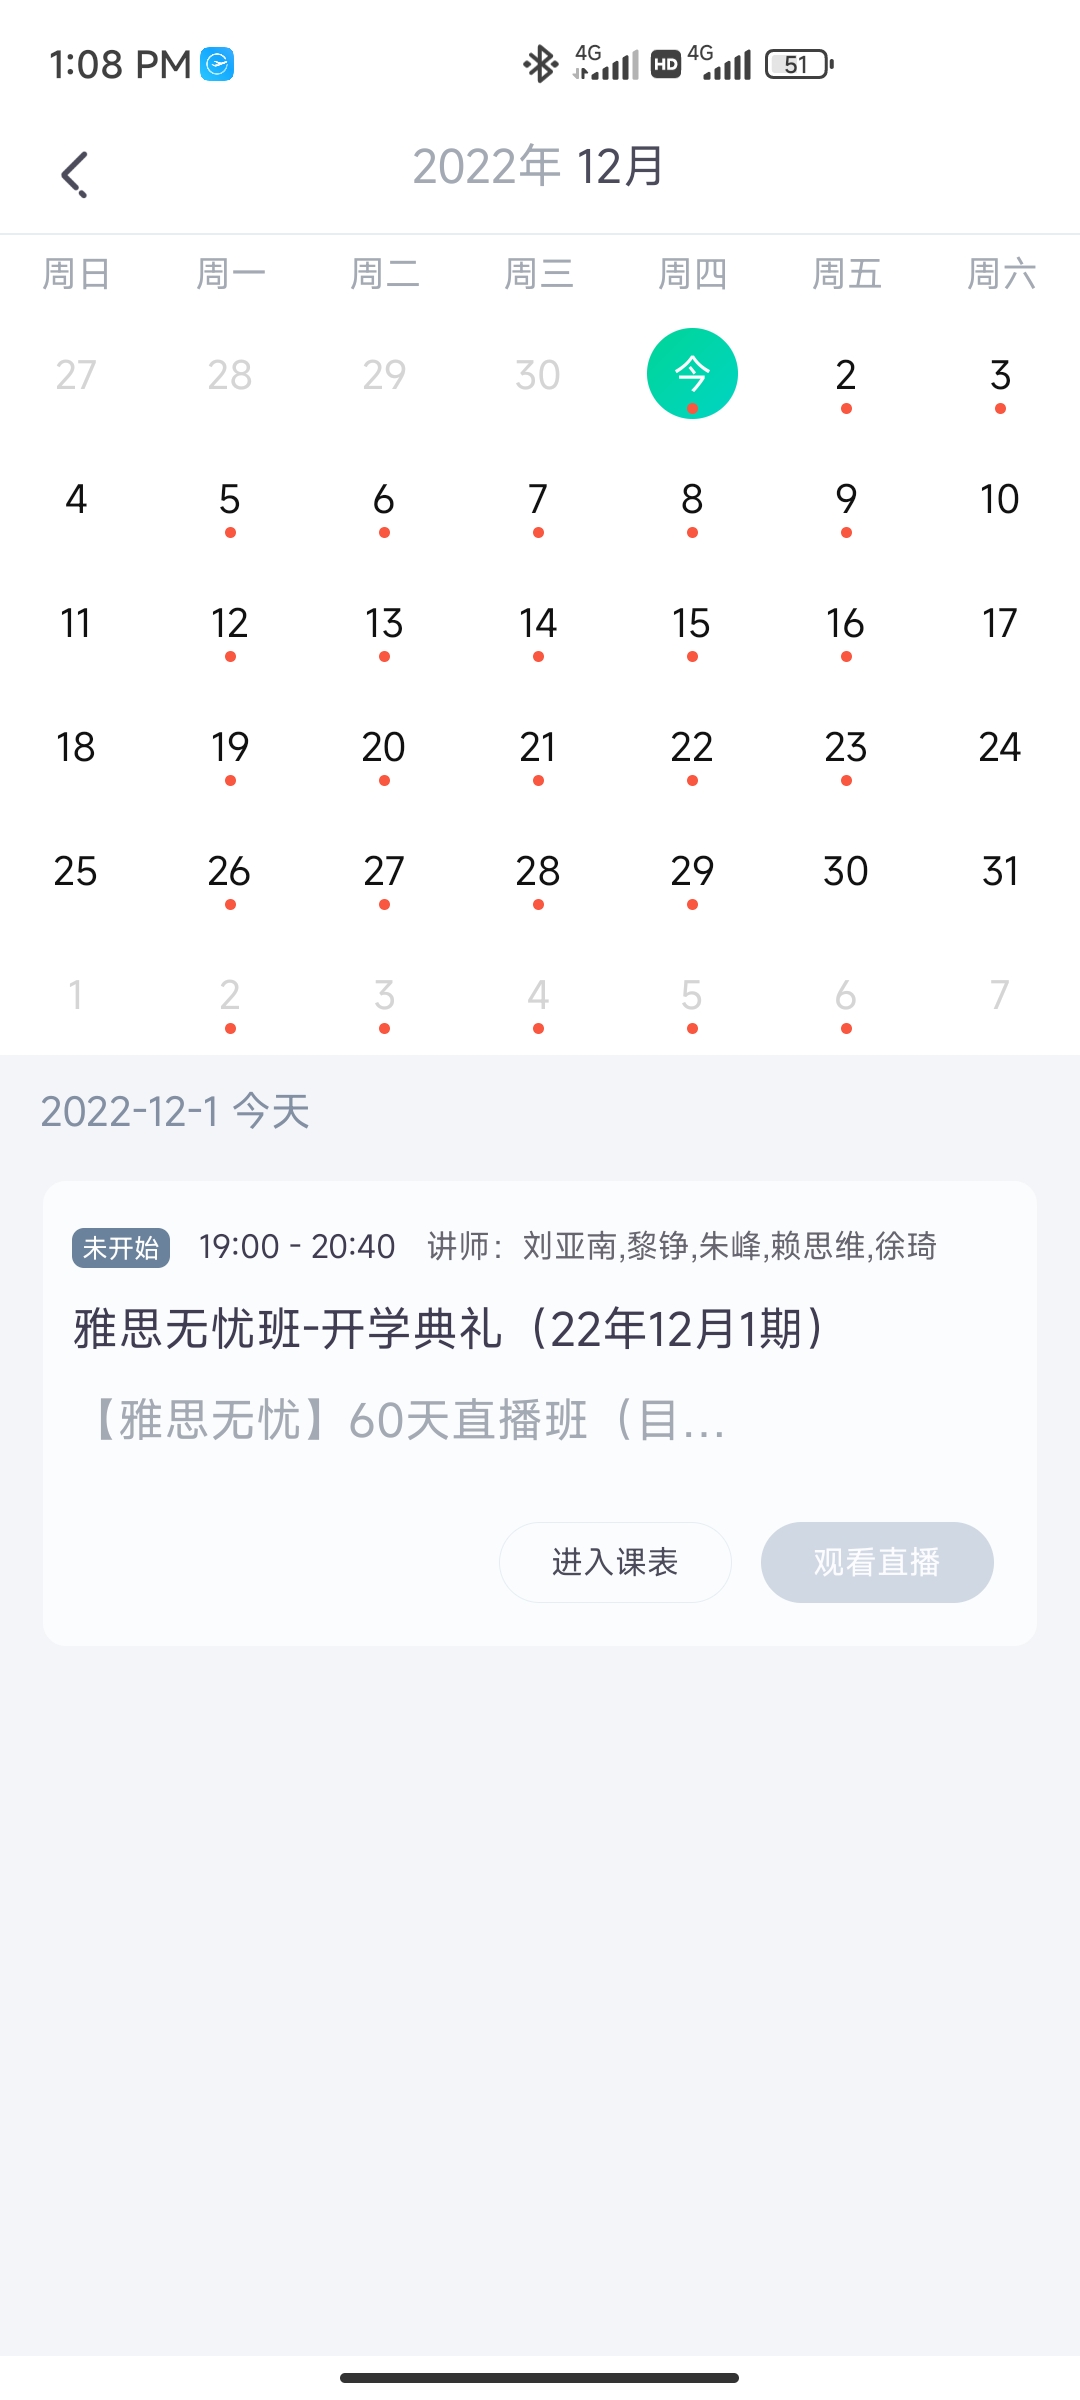 1:08 PM 4G HD 4G 51
2022年 12月
周日 周一 周二 周三 周四 周五 周六
27 28 29 30 今 2 3
4 5 6 7 8 9 10
11 12 13 14 15 16 17
18 19 20 21 22 23 24
25 26 27 28 29 30 31
1 2 3 4 5 6 7
2022-12-1 今天
未开始 19:00 - 20:40 讲师：刘亚南,黎铮,朱峰,赖思维,徐琦
雅思无忧班-开学典礼（22年12月1期）
【雅思无忧】60天直播班（目...
进入课表 观看直播